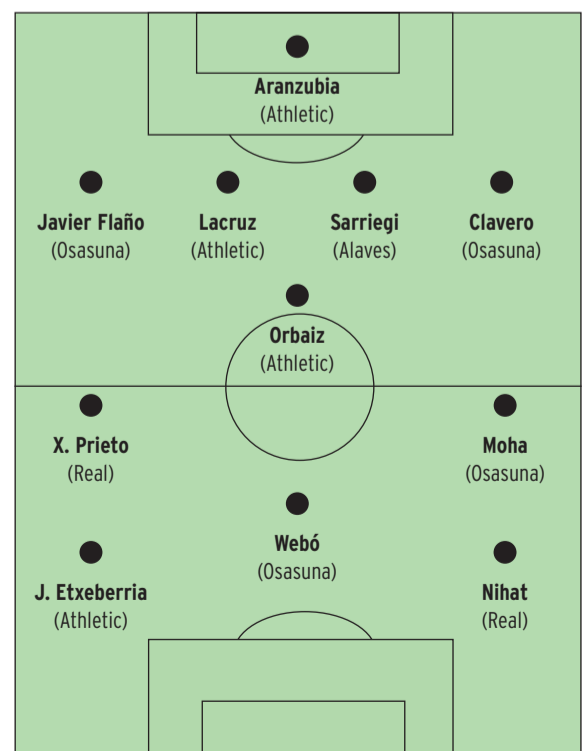 Aranzubia
(Athletic)
Javier Flaño
(Osasuna)
Lacruz
(Athletic)
Sarriegi
(Alaves)
Clavero
(Osasuna)
Orbaiz
(Athletic)
X. Prieto
(Real)
Moha
(Osasuna)
Webó
(Osasuna)
J. Etxeberria
(Athletic)
Nihat
(Real)